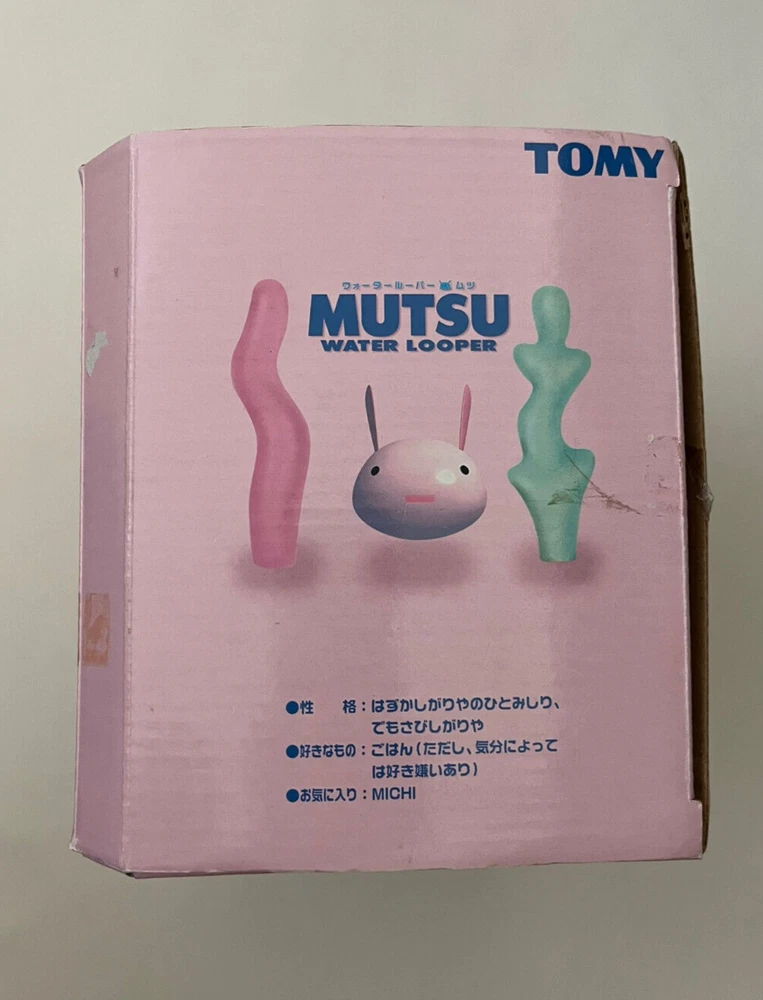 TOMY
ウォータールーパー ムツ
MUTSU
WATER LOOPER
●性 格：はずかしがりやのひとみしり、
でもさびしがりや
●好きなもの：ごはん（ただし、気分によって
は好き嫌いあり）
●お気に入り：MICHI